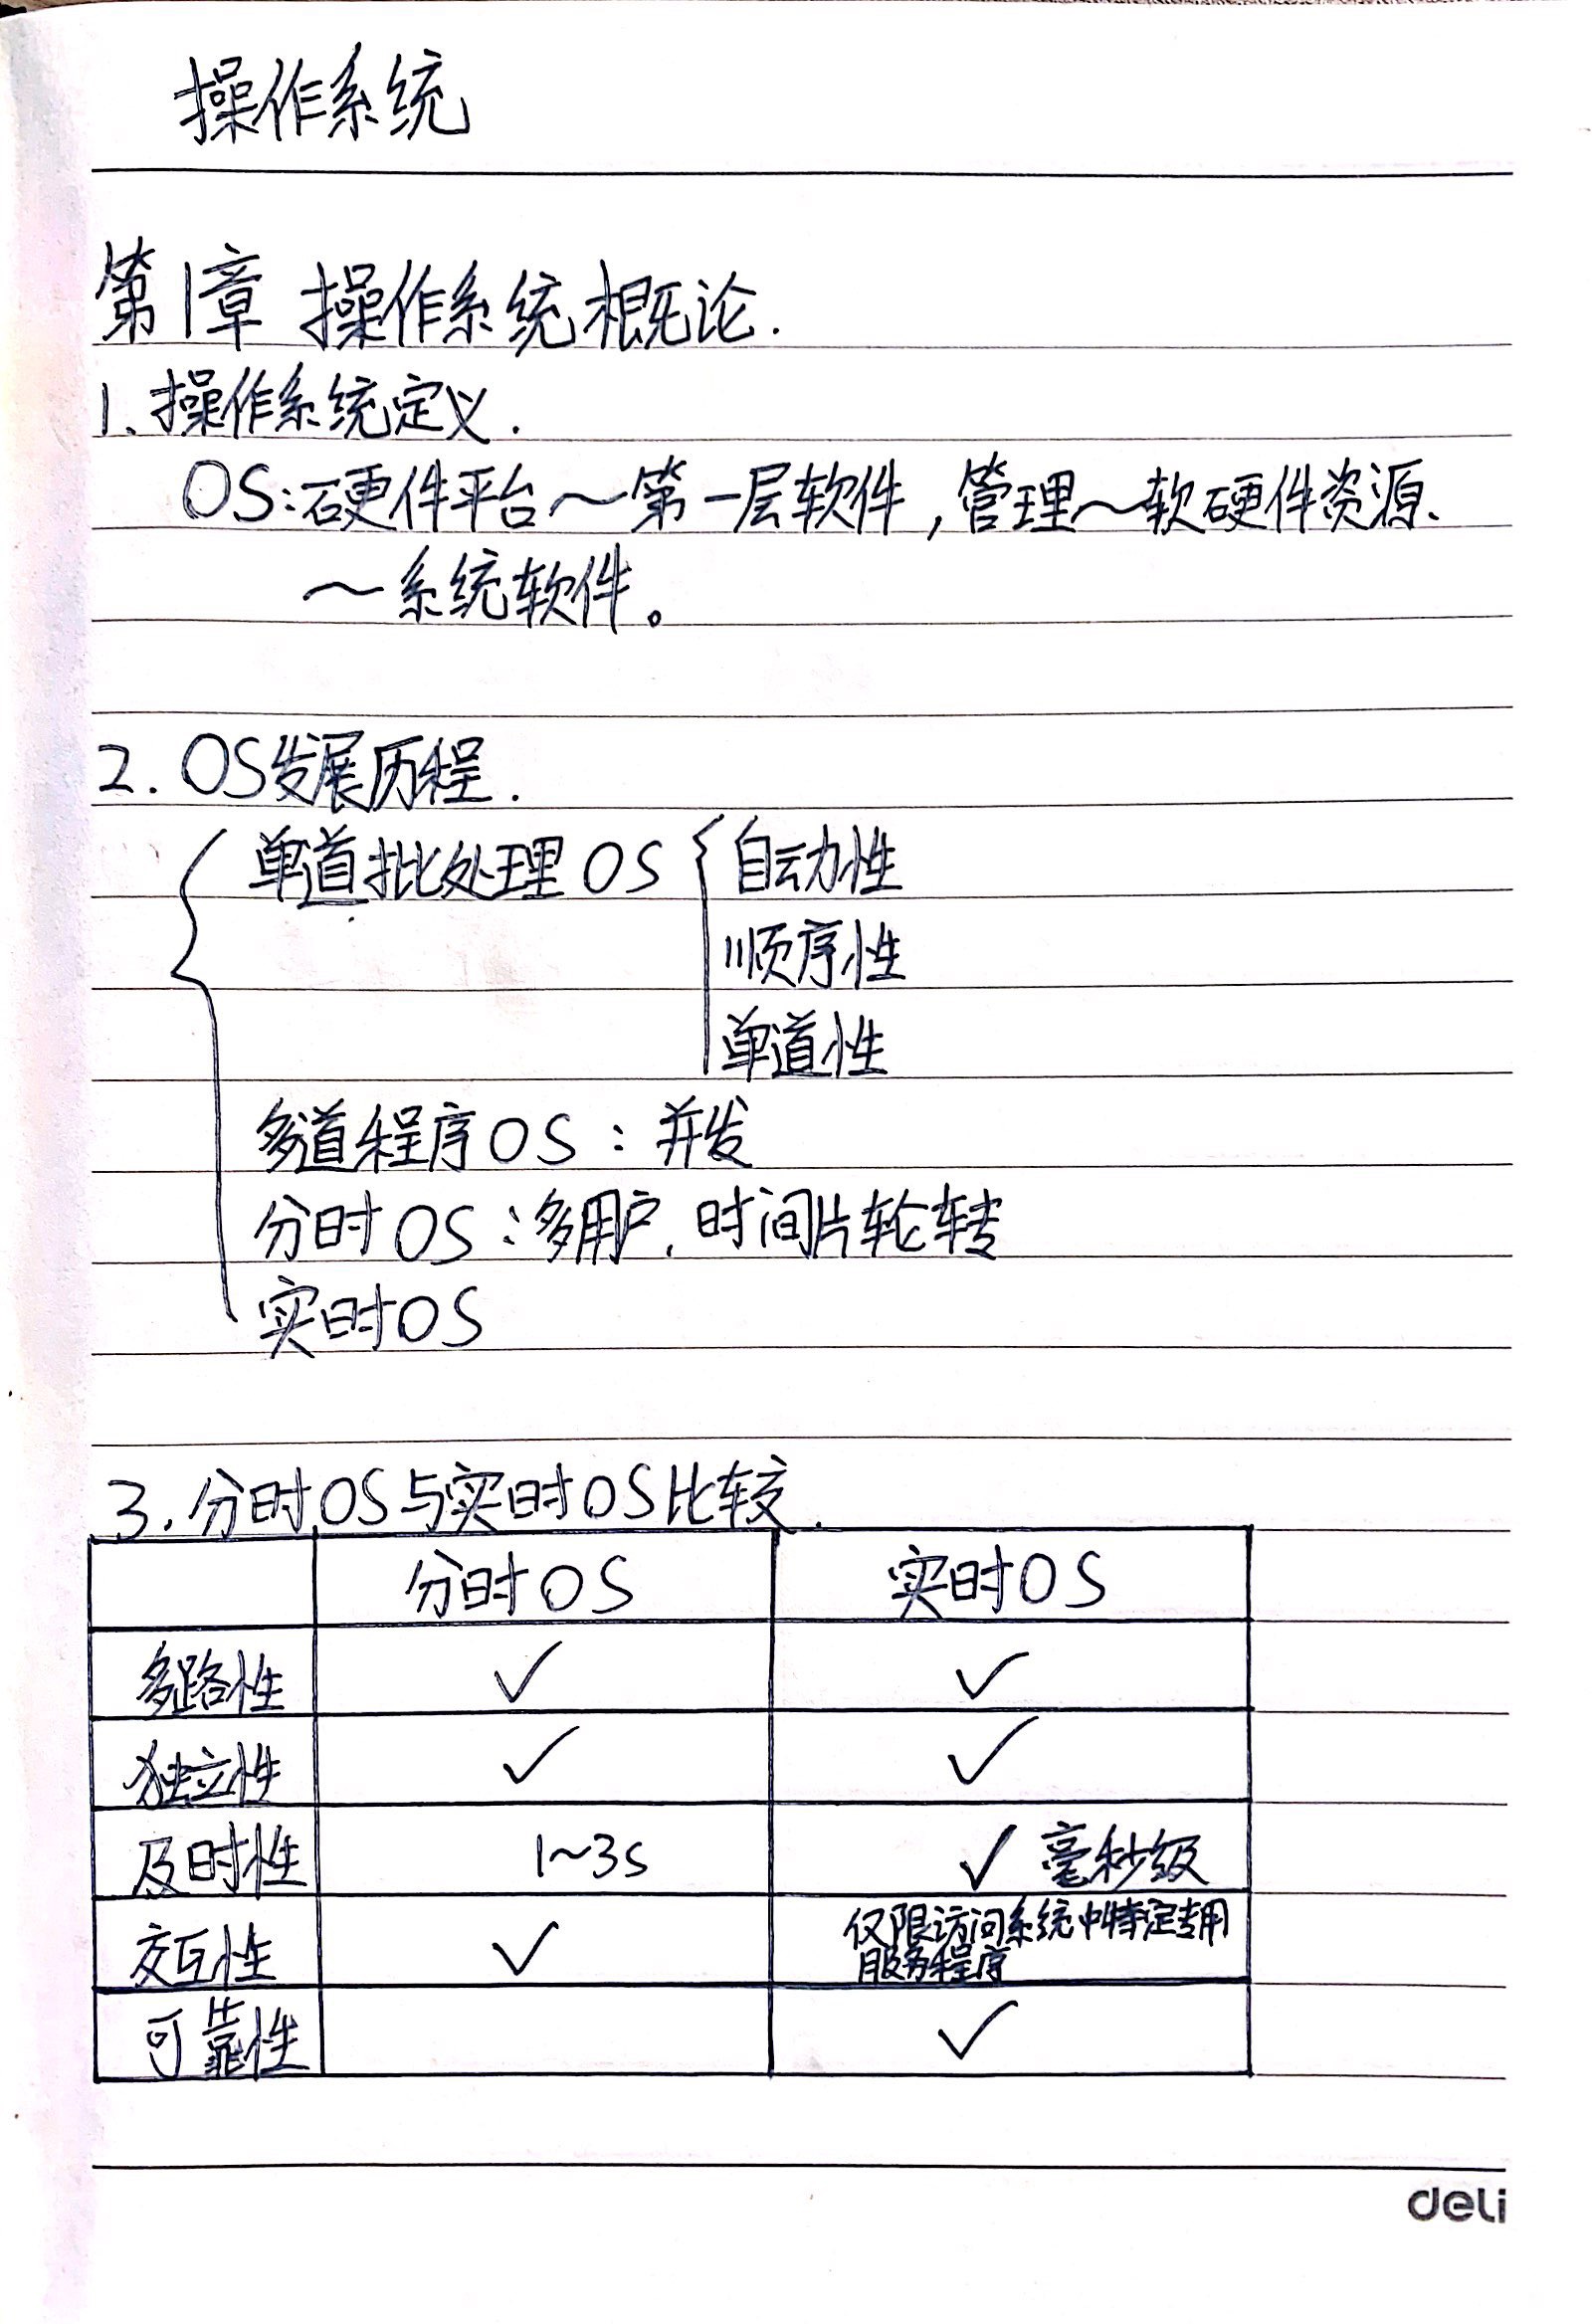 操作系统
第1章 操作系统概论.
1、操作系统定义.
OS:硬件平台～第一层软件,管理～软硬件资源、
～系统软件。
2. OS发展历程.
单道批处理OS { 自动性
顺序性
单道性
多道程序OS : 并发
分时OS : 多用户, 时间片轮转
实时OS
3. 分时OS与实时OS比较.
分时OS 实时OS
多路性 ✓ ✓
独立性 ✓ ✓
及时性 1~3s ✓ 毫秒级
交互性 ✓ 仅限访问系统中特定专用
服务程序
可靠性 ✓
deli